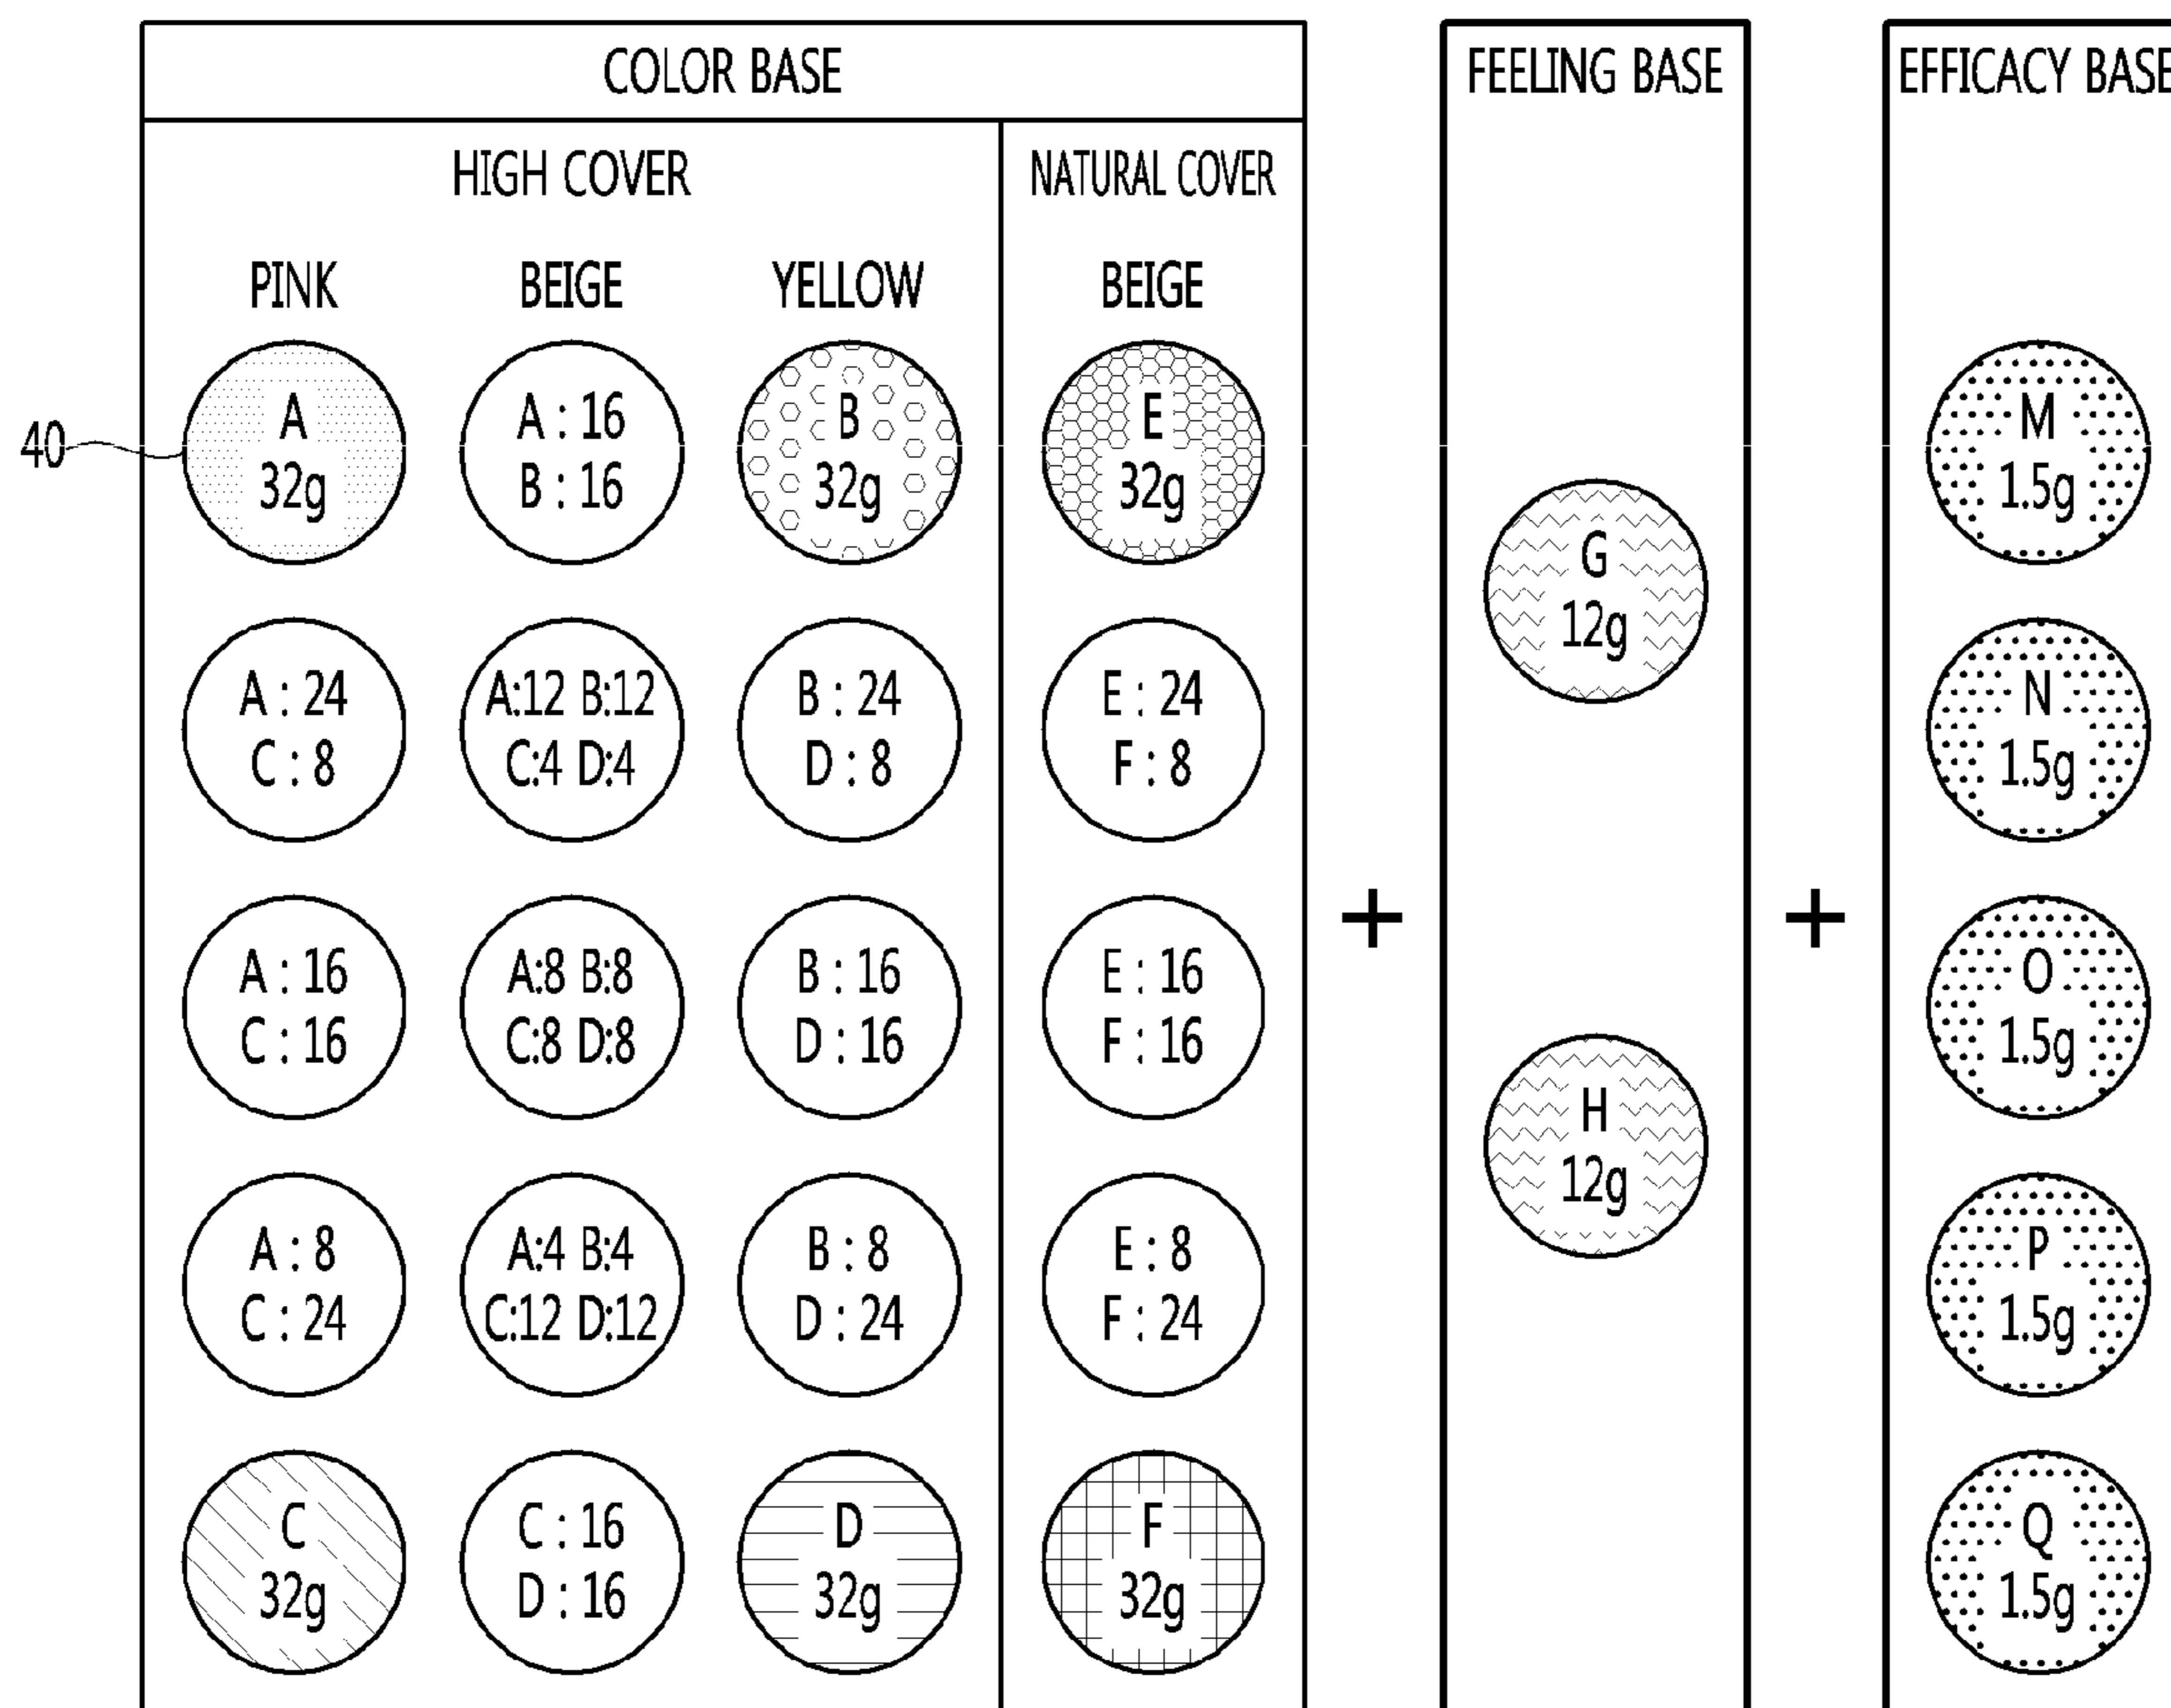 COLOR BASE
FEELING BASE
EFFICACY BASE
HIGH COVER
NATURAL COVER
PINK
BEIGE
YELLOW
BEIGE
40
A
32g
A : 16
B : 16
B
32g
E
32g
G
12g
M
1.5g
A : 24
C : 8
A:12 B:12
C:4 D:4
B : 24
D : 8
E : 24
F : 8
N
1.5g
A : 16
C : 16
A:8 B:8
C:8 D:8
B : 16
D : 16
E : 16
F : 16
+
+
O
1.5g
H
12g
A : 8
C : 24
A:4 B:4
C:12 D:12
B : 8
D : 24
E : 8
F : 24
P
1.5g
C
32g
C : 16
D : 16
D
32g
F
32g
Q
1.5g